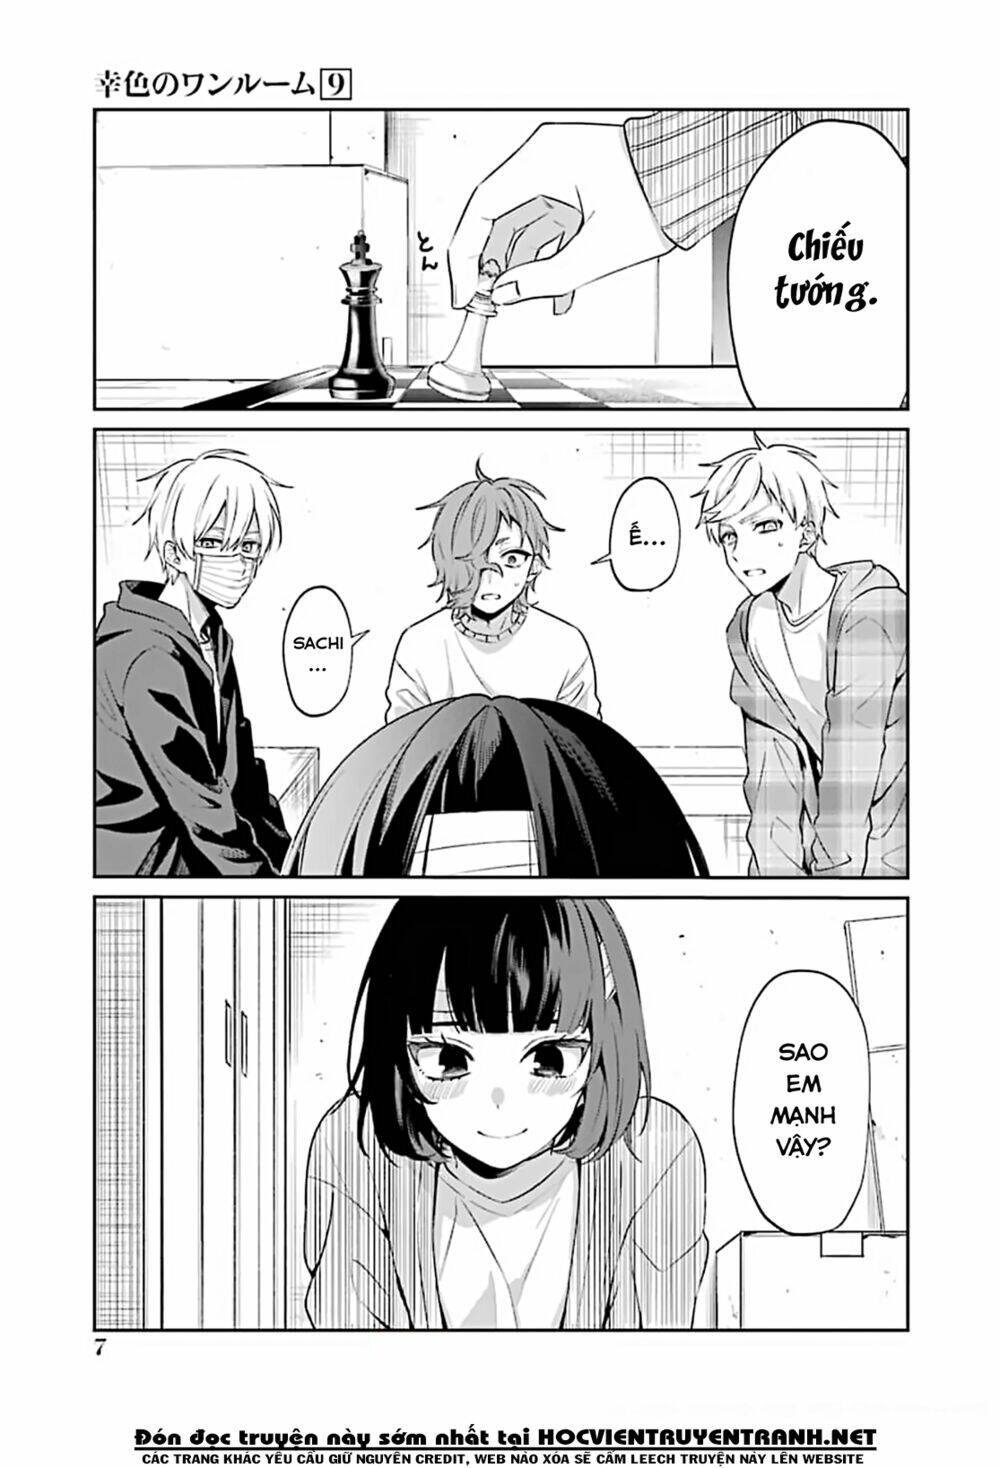 幸色のワンルーム 9
Chiếu
tướng.
とん
Ế...
SACHI
...
SAO
EM
MẠNH
VẬY?
7
Đón đọc truyện này sớm nhất tại HOCVIENTRUYENTRANH.NET
CÁC TRANG KHÁC YÊU CẦU GIỮ NGUYÊN CREDIT, WEB NÀO XÓA SẼ CẤM LEECH TRUYỆN NÀY LÊN WEBSITE